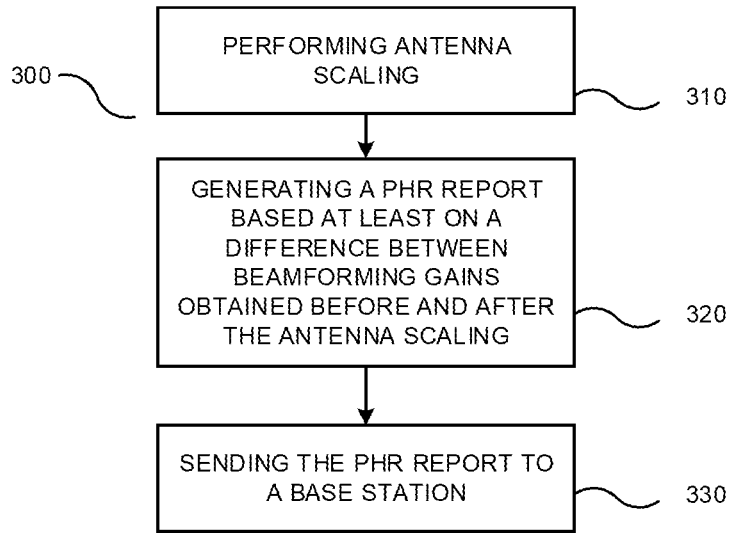 PERFORMING ANTENNA
SCALING
300
310
GENERATING A PHR REPORT
BASED AT LEAST ON A
DIFFERENCE BETWEEN
BEAMFORMING GAINS
OBTAINED BEFORE AND AFTER
THE ANTENNA SCALING
320
SENDING THE PHR REPORT TO
A BASE STATION
330